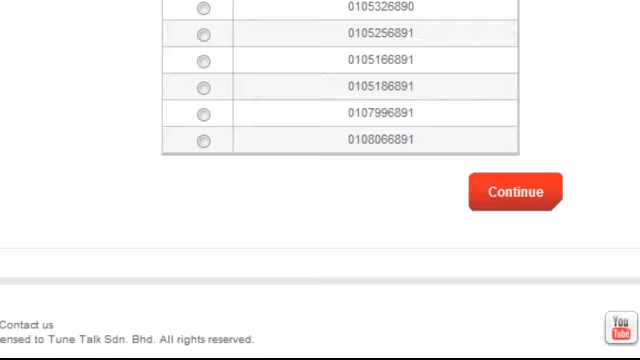 0105326890
0105256891
0105166891
0105186891
0107996891
0108066891
Continue
Contact us
ensed to Tune Talk Sdn. Bhd. All rights reserved.
You
Tube